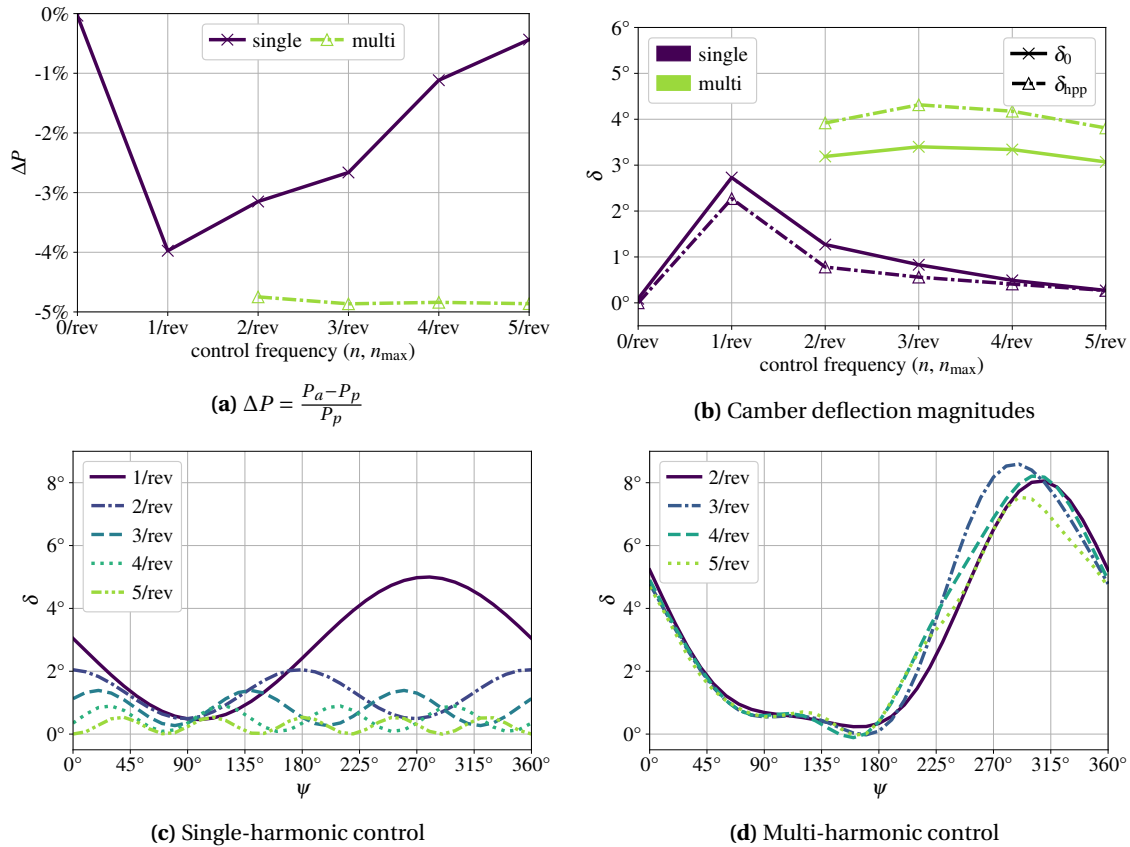 0%
-1%
-2%
-3%
-4%
-5%
ΔP
single
multi
0/rev 1/rev 2/rev 3/rev 4/rev 5/rev
control frequency (n, n_max)
(a) ΔP = \frac{P_a−P_p}{P_p}
6°
5°
4°
3°
2°
1°
0°
δ
single
multi
δ_0
δ_hpp
0/rev 1/rev 2/rev 3/rev 4/rev 5/rev
control frequency (n, n_max)
(b) Camber deflection magnitudes
8°
6°
4°
2°
0°
δ
1/rev
2/rev
3/rev
4/rev
5/rev
0° 45° 90° 135° 180° 225° 270° 315° 360°
ψ
(c) Single-harmonic control
8°
6°
4°
2°
0°
δ
2/rev
3/rev
4/rev
5/rev
0° 45° 90° 135° 180° 225° 270° 315° 360°
ψ
(d) Multi-harmonic control